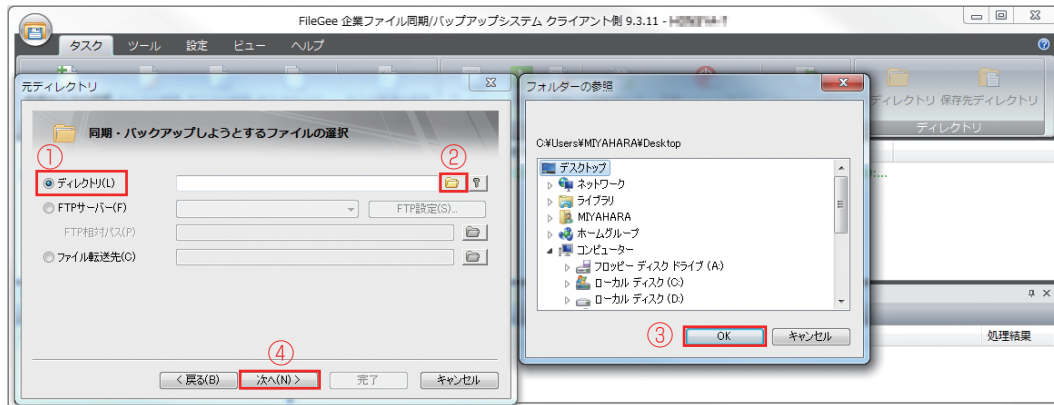 FileGee 企業ファイル同期/バップアップシステム クライアント側 9.3.11 -
タスク ツール 設定 ビュー ヘルプ
元ディレクトリ
同期・バックアップしようとするファイルの選択
①
②
ディレクトリ(L)
FTPサーバー(F) FTP設定(S)...
FTP相対パス(P)
ファイル転送先(C)
④
< 戻る(B) 次へ(N) > 完了 キャンセル
フォルダーの参照
C:¥Users¥MIYAHARA¥Desktop
デスクトップ
ネットワーク
ライブラリ
MIYAHARA
ホームグループ
コンピューター
フロッピー ディスク ドライブ (A:)
ローカル ディスク (C:)
ローカル ディスク (D:)
③
OK キャンセル
ディレクトリ 保存先ディレクトリ
ディレクトリ
処理結果